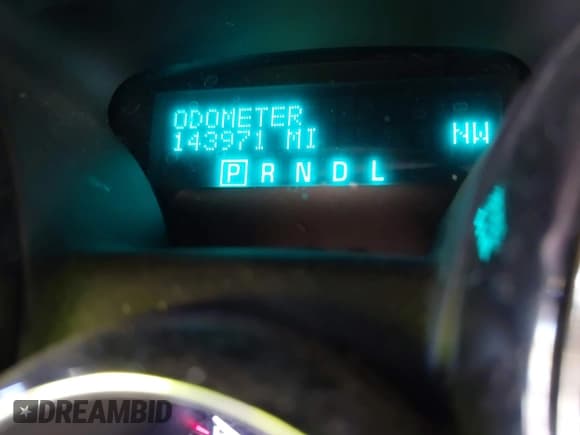 ODOMETER
143971 MI
NW
P R N D L
DREAMBID